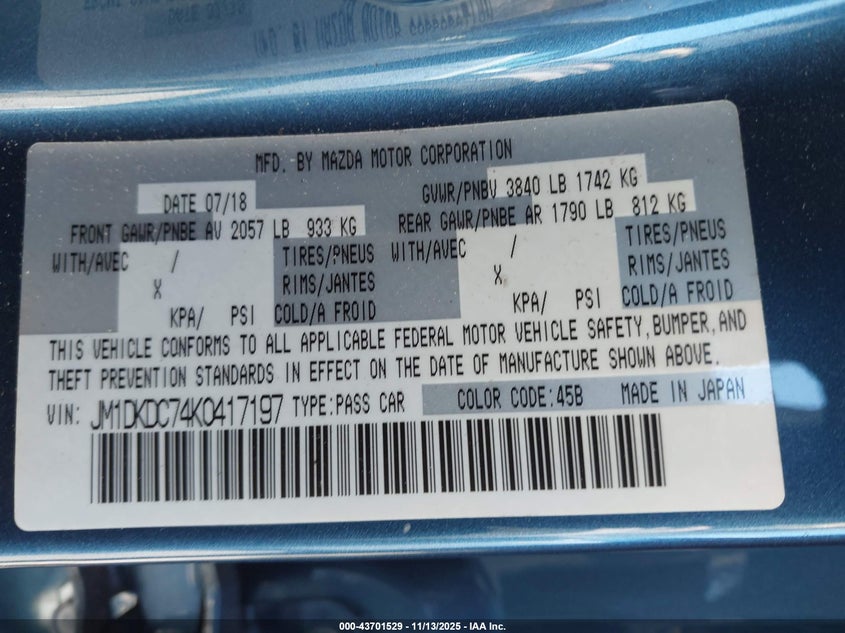 MFD. BY MAZDA MOTOR CORPORATION
DATE 07/18 GVWR/PNBV 3840 LB 1742 KG
FRONT GAWR/PNBE AV 2057 LB 933 KG REAR GAWR/PNBE AR 1790 LB 812 KG
WITH/AVEC / TIRES/PNEUS WITH/AVEC / TIRES/PNEUS
X RIMS/JANTES X RIMS/JANTES
KPA/ PSI COLD/A FROID KPA/ PSI COLD/A FROID
THIS VEHICLE CONFORMS TO ALL APPLICABLE FEDERAL MOTOR VEHICLE SAFETY, BUMPER, AND
THEFT PREVENTION STANDARDS IN EFFECT ON THE DATE OF MANUFACTURE SHOWN ABOVE.
VIN: JM1DKDC74K0417197 TYPE:PASS CAR COLOR CODE:45B MADE IN JAPAN
000-43701529 - 11/13/2025 - IAA Inc.